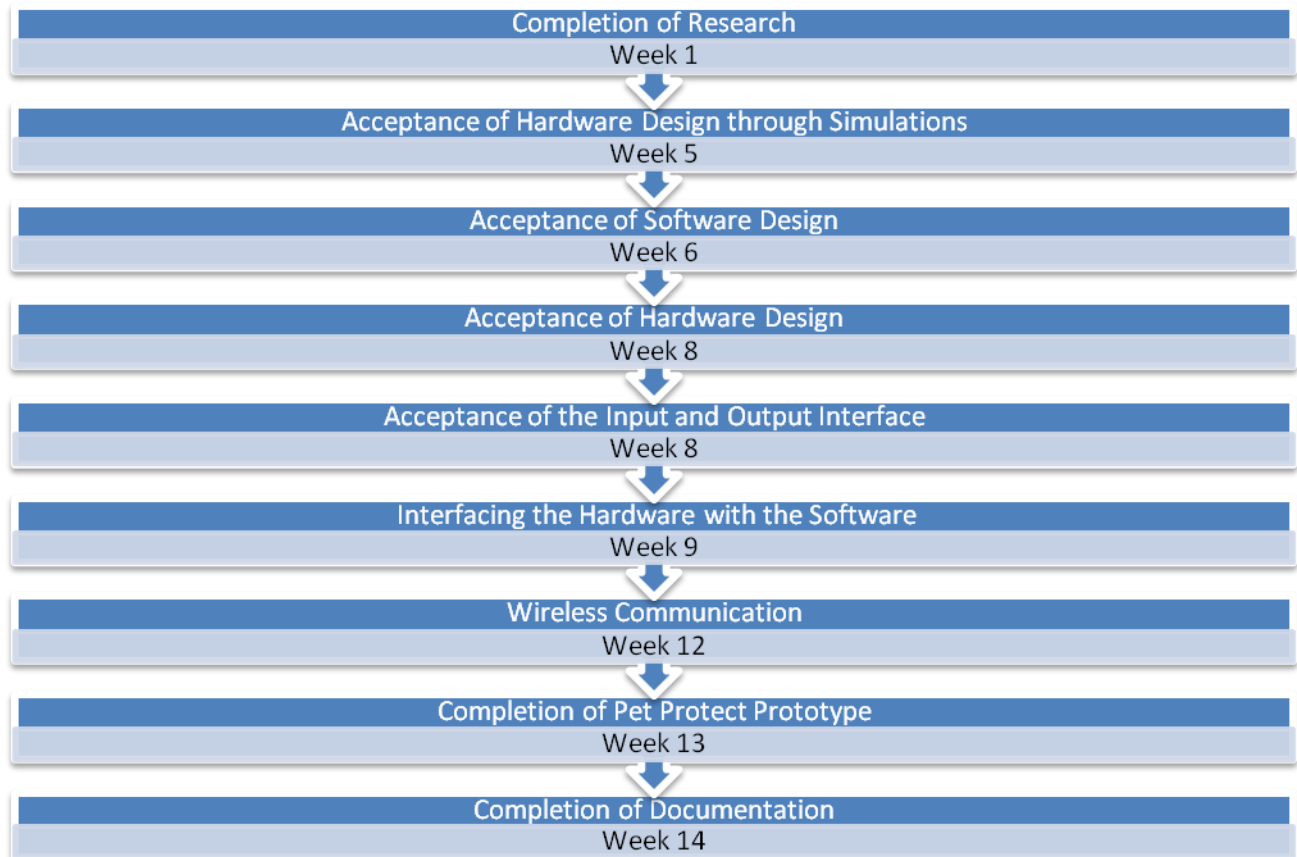 Completion of Research
Week 1
Acceptance of Hardware Design through Simulations
Week 5
Acceptance of Software Design
Week 6
Acceptance of Hardware Design
Week 8
Acceptance of the Input and Output Interface
Week 8
Interfacing the Hardware with the Software
Week 9
Wireless Communication
Week 12
Completion of Pet Protect Prototype
Week 13
Completion of Documentation
Week 14